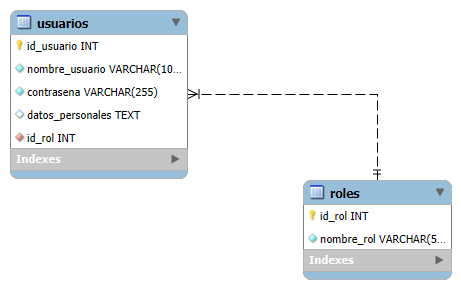 usuarios
id_usuario INT
nombre_usuario VARCHAR(10...
contrasena VARCHAR(255)
datos_personales TEXT
id_rol INT
Indexes
roles
id_rol INT
nombre_rol VARCHAR(5...
Indexes